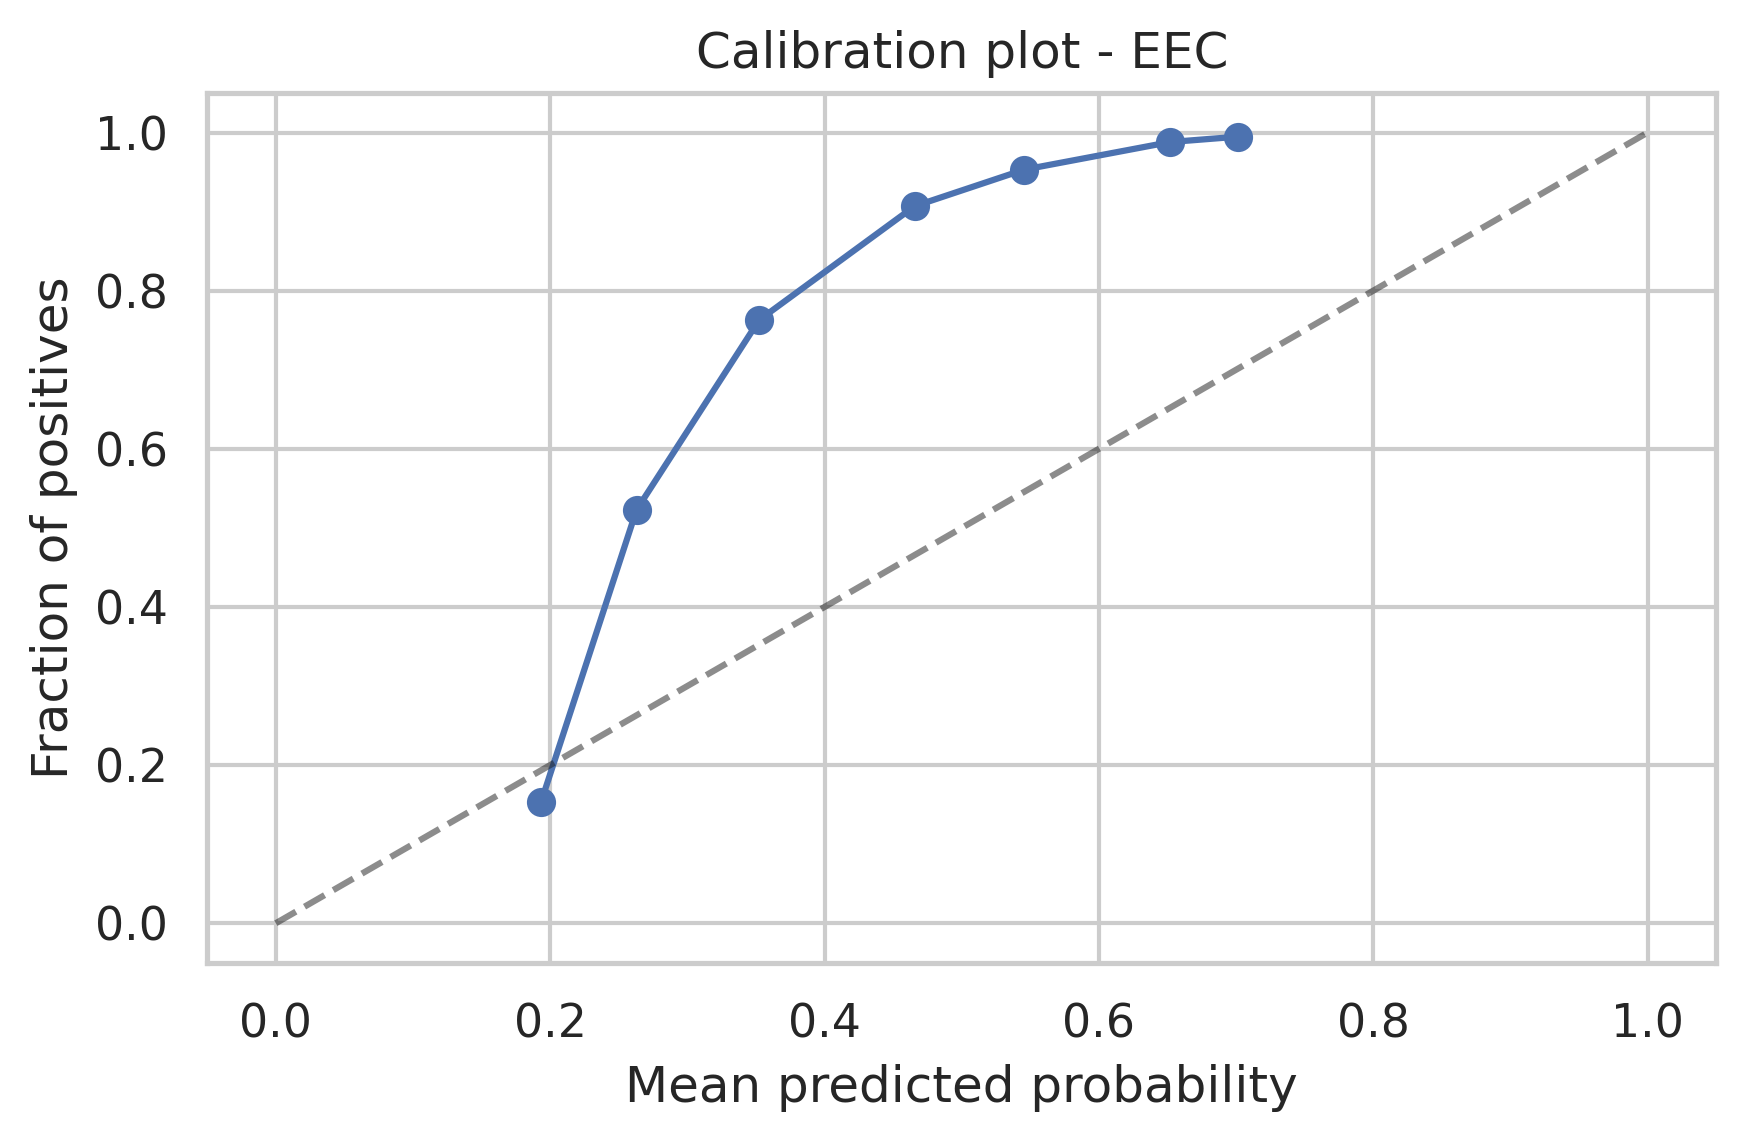 Calibration plot - EEC
1.0
0.8
0.6
0.4
0.2
0.0
Fraction of positives
0.0 0.2 0.4 0.6 0.8 1.0
Mean predicted probability